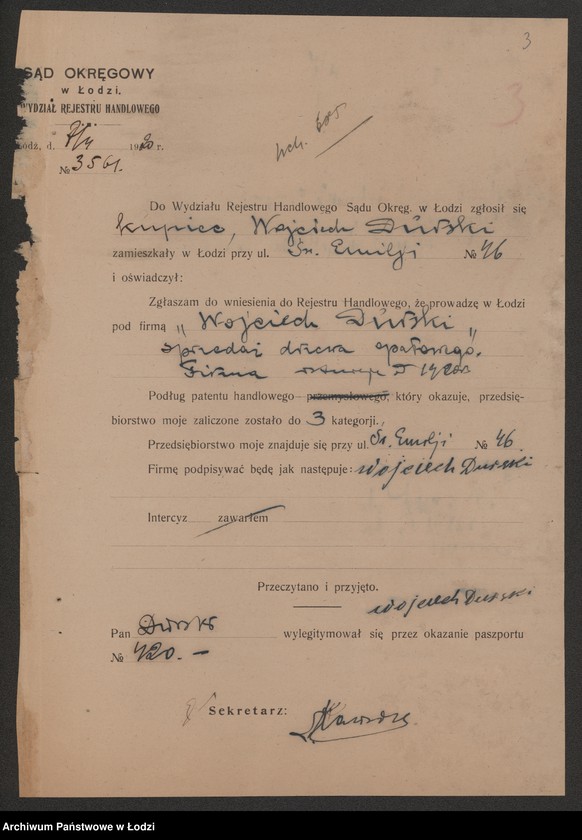 3
SĄD OKRĘGOWY
w Łodzi.
WYDZIAŁ REJESTRU HANDLOWEGO
Łódź, d. 1920 r.
№ 3561.
Do Wydziału Rejestru Handlowego Sądu Okręg. w Łodzi zgłosił się
kupiec, Wojciech Durski
zamieszkały w Łodzi przy ul. Św. Emilji № 46
i oświadczył:
Zgłaszam do wniesienia do Rejestru Handlowego, że prowadzę w Łodzi
pod firmą „Wojciech Durski"
sprzedaż drzewa opałowego.
Firma istnieje
Podług patentu handlowego przemysłowego, który okazuje, przedsię-
biorstwo moje zaliczone zostało do 3 kategorji.,
Przedsiębiorstwo moje znajduje się przy ul. Św. Emilji № 46.
Firmę podpisywać będę jak następuje: Wojciech Durski
Intercyz zawarłem
Przeczytano i przyjęto.
Wojciech Durski
Pan Durski wylegitymował się przez okazanie paszportu
№ 420. —
Sekretarz:
Archiwum Państwowe w Łodzi